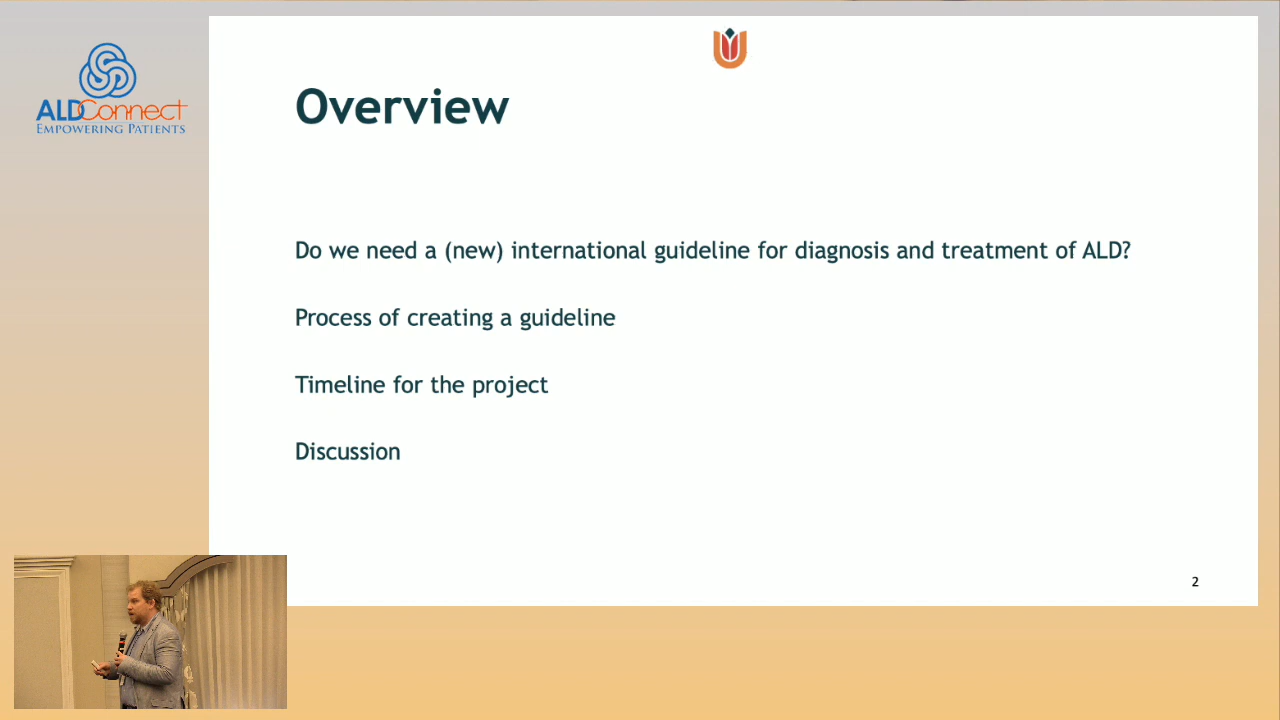 ALDConnect
EMPOWERING PATIENTS
Overview
Do we need a (new) international guideline for diagnosis and treatment of ALD?
Process of creating a guideline
Timeline for the project
Discussion
2